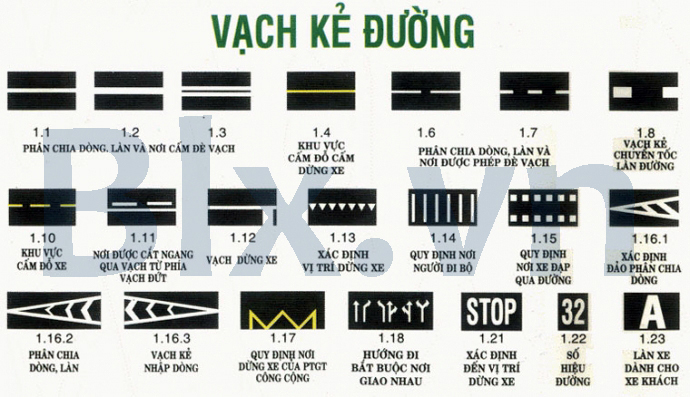 VẠCH KẺ ĐƯỜNG
1.1 1.2 1.3 1.4 1.6 1.7 1.8
PHÂN CHIA DÒNG, LÀN VÀ NƠI CẤM ĐÈ VẠCH
KHU VỰC
CẤM ĐỖ CẤM
DỪNG XE
PHÂN CHIA DÒNG, LÀN VÀ
NƠI ĐƯỢC PHÉP ĐÈ VẠCH
VẠCH KẺ
CHUYỂN TỐC
LÀN ĐƯỜNG
1.10 1.11 1.12 1.13 1.14 1.15 1.16.1
KHU VỰC
CẤM ĐỖ XE
NƠI ĐƯỢC CẮT NGANG
QUA VẠCH TỪ PHÍA
VẠCH ĐỨT
VẠCH DỪNG XE
XÁC ĐỊNH
VỊ TRÍ DỪNG XE
QUY ĐỊNH NƠI
NGƯỜI ĐI BỘ
QUY ĐỊNH
NƠI XE ĐẠP
QUA ĐƯỜNG
XÁC ĐỊNH
ĐẢO PHÂN CHIA
DÒNG
STOP 32 A
1.16.2 1.16.3 1.17 1.18 1.21 1.22 1.23
PHÂN CHIA
DÒNG, LÀN
VẠCH KẺ
NHẬP DÒNG
QUY ĐỊNH NƠI
DỪNG XE CỦA PTGT
CÔNG CỘNG
HƯỚNG ĐI
BẮT BUỘC NƠI
GIAO NHAU
XÁC ĐỊNH
ĐẾN VỊ TRÍ
DỪNG XE
SỐ
HIỆU
ĐƯỜNG
LÀN XE
DÀNH CHO
XE KHÁCH
Blx.vn